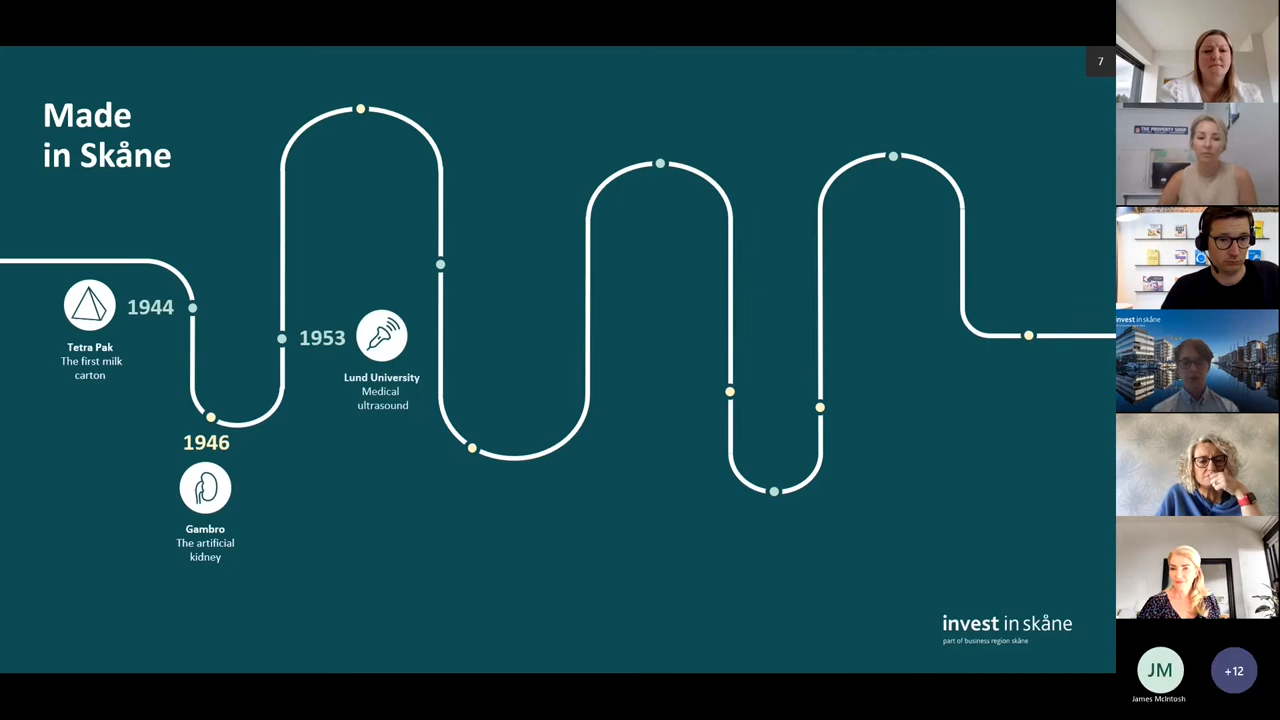 Made
in Skåne
7
1944
Tetra Pak
The first milk
carton
1946
Gambro
The artificial
kidney
1953
Lund University
Medical
ultrasound
invest in skåne
part of business region skåne
THE PROPERTY SHOP
invest in skåne
JM
James McIntosh
+12